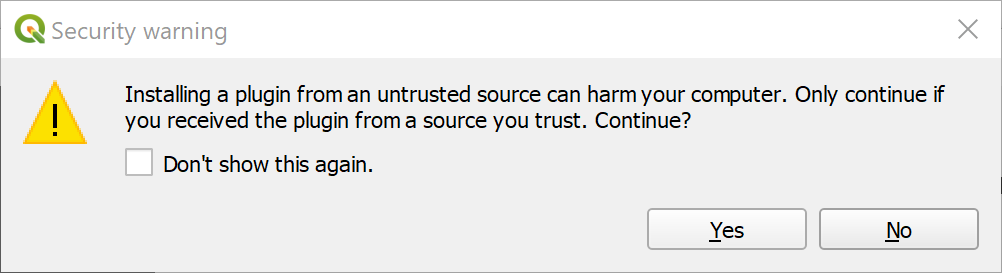 Security warning
Installing a plugin from an untrusted source can harm your computer. Only continue if
you received the plugin from a source you trust. Continue?
Don't show this again.
Yes
No